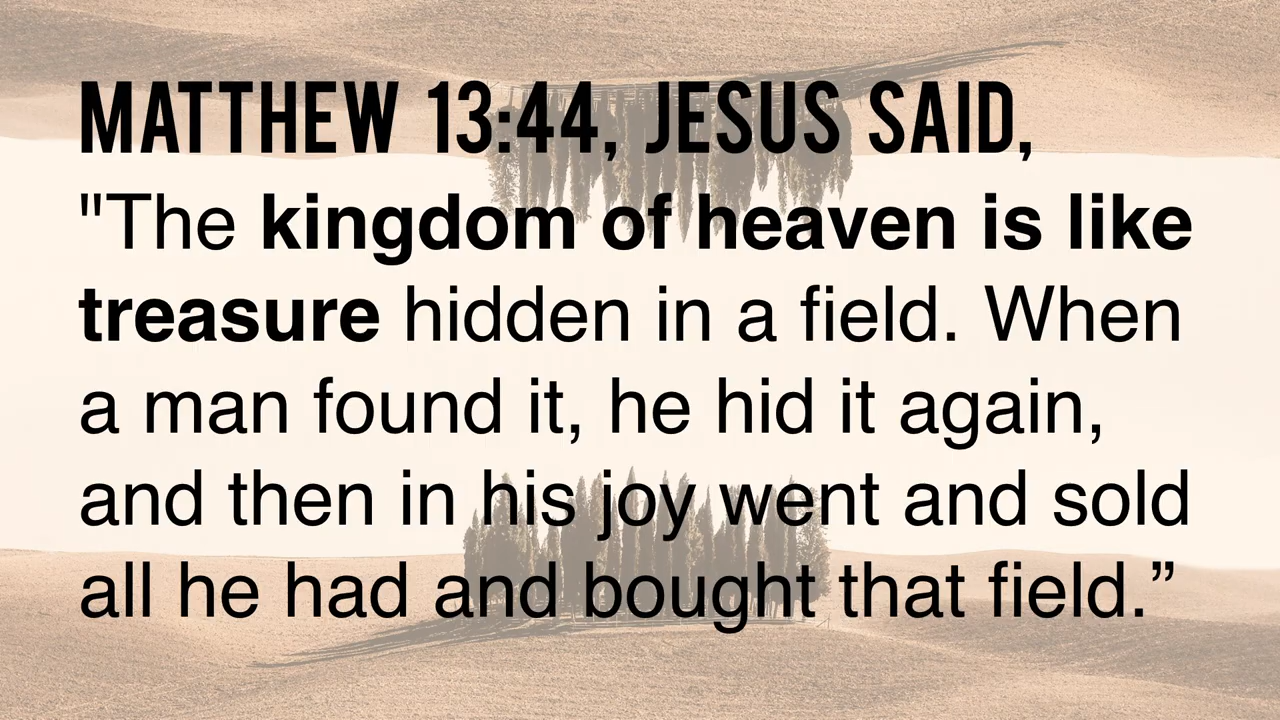 MATTHEW 13:44, JESUS SAID,
"The kingdom of heaven is like
treasure hidden in a field. When
a man found it, he hid it again,
and then in his joy went and sold
all he had and bought that field.”